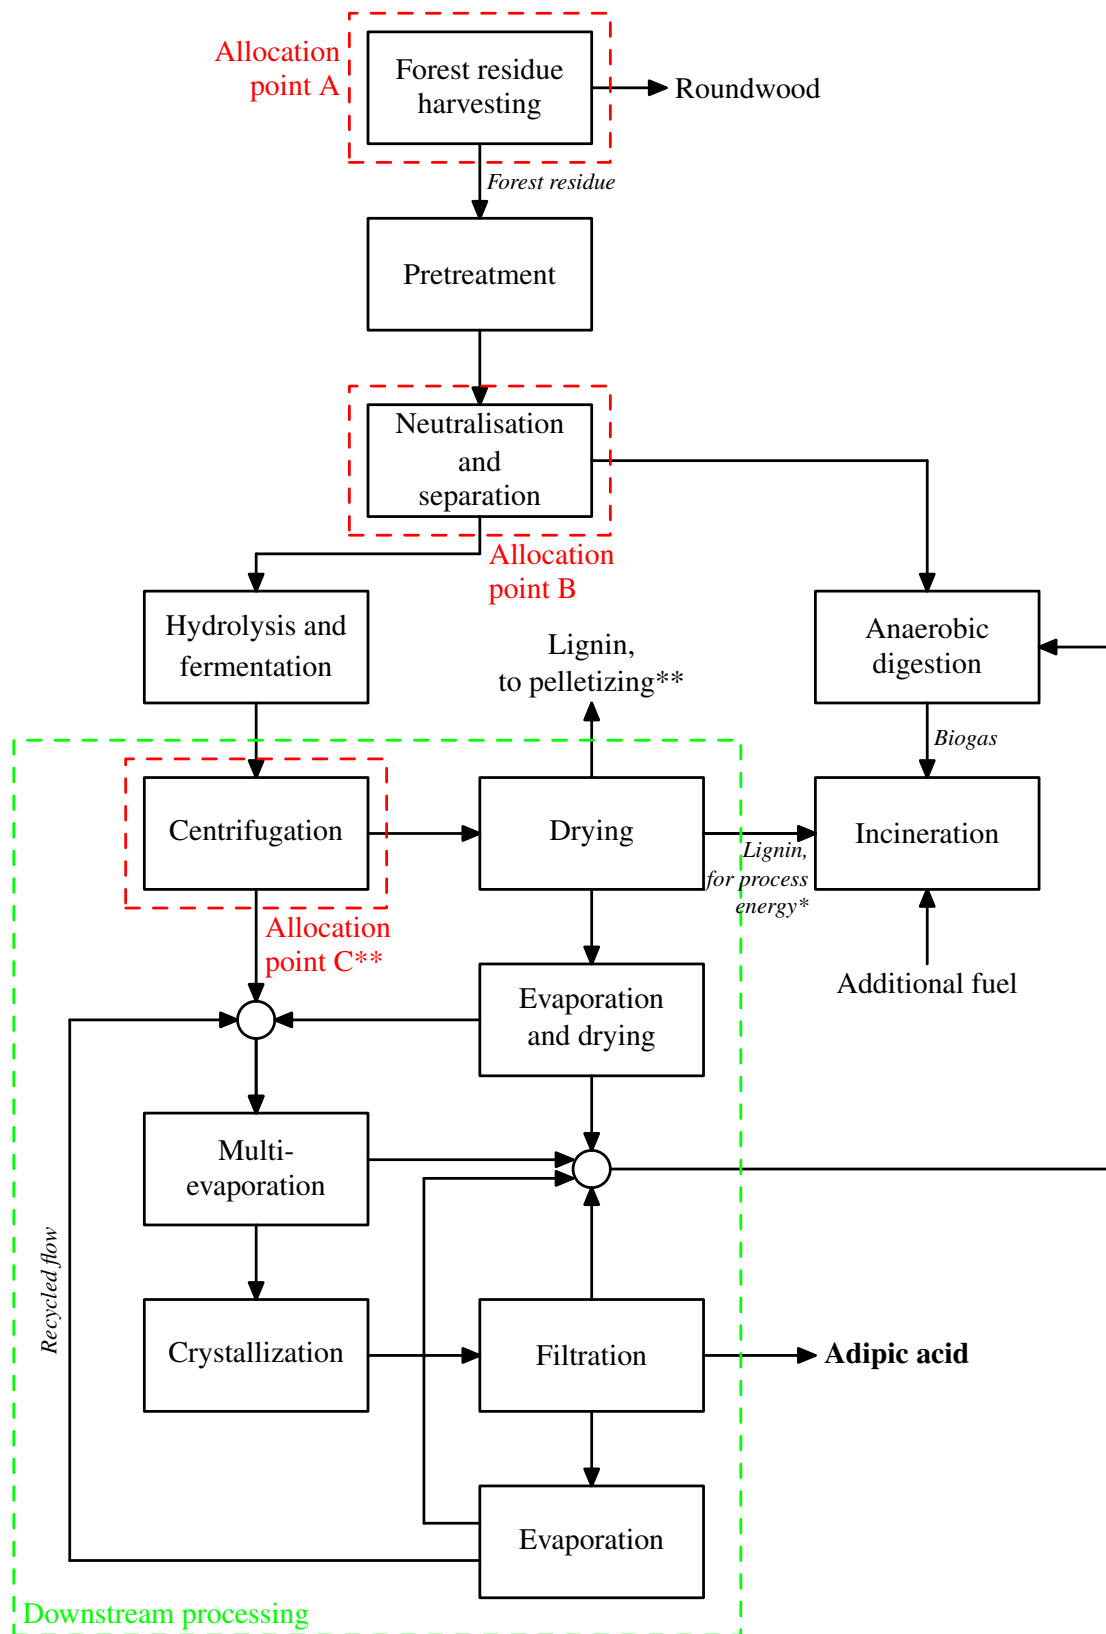 Allocation
point A
Forest residue
harvesting
Roundwood
Forest residue
Pretreatment
Neutralisation
and
separation
Allocation
point B
Hydrolysis and
fermentation
Lignin,
to pelletizing**
Anaerobic
digestion
Biogas
Centrifugation
Drying
Lignin,
for process
energy*
Incineration
Allocation
point C**
Additional fuel
Evaporation
and drying
Multi-
evaporation
Recycled flow
Crystallization
Filtration
Adipic acid
Evaporation
Downstream processing